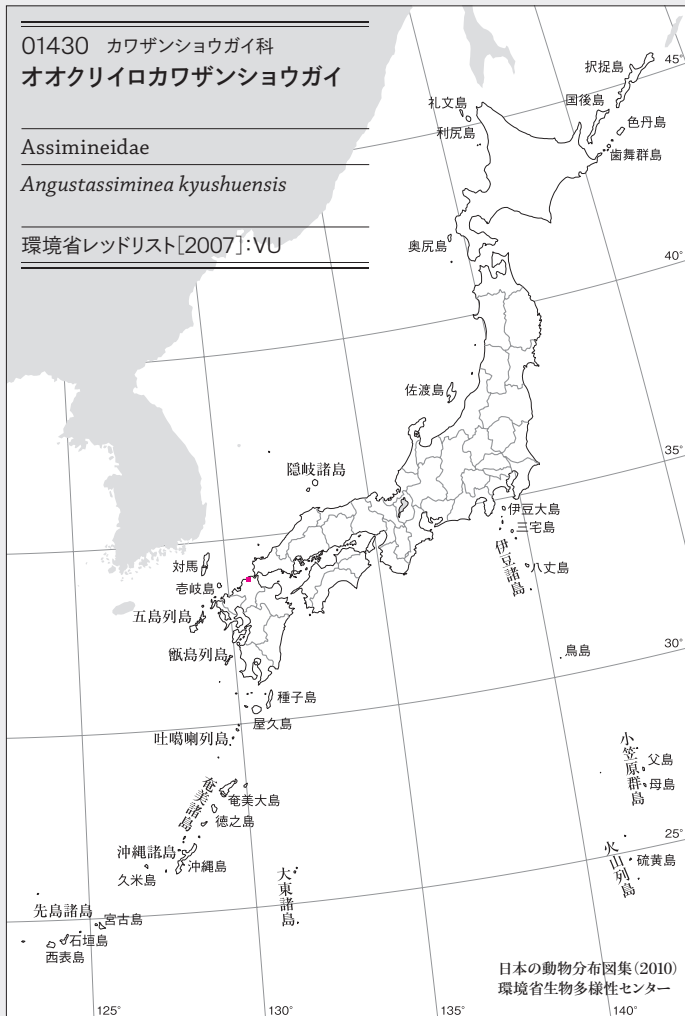 01430 カワザンショウガイ科
オオクリイロカワザンショウガイ
Assimineidae
Angustassiminea kyushuensis
環境省レッドリスト[2007]:VU
択捉島
45°
国後島
礼文島
色丹島
利尻島
歯舞群島
奥尻島
40°
佐渡島
35°
隠岐諸島
伊豆大島
三宅島
伊豆諸島
八丈島
対馬
壱岐島
五島列島
甑島列島
鳥島
30°
種子島
屋久島
吐噶喇列島
小笠原群島
父島
母島
奄美諸島
奄美大島
徳之島
25°
沖縄諸島
沖縄島
久米島
火山列島
硫黄島
大東諸島
先島諸島
宮古島
石垣島
西表島
日本の動物分布図集(2010)
環境省生物多様性センター
125°
130°
135°
140°